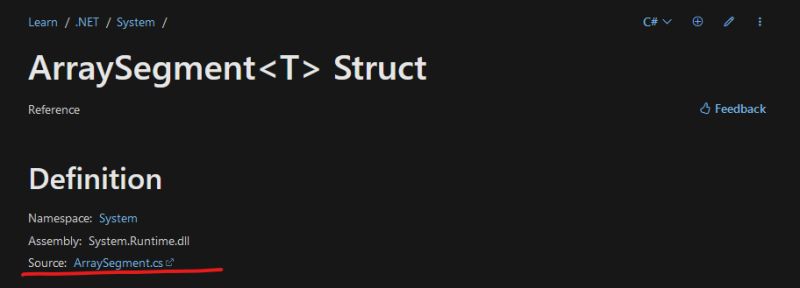 Learn / .NET / System /
C#
ArraySegment<T> Struct
Reference
Feedback
Definition
Namespace: System
Assembly: System.Runtime.dll
Source: ArraySegment.cs